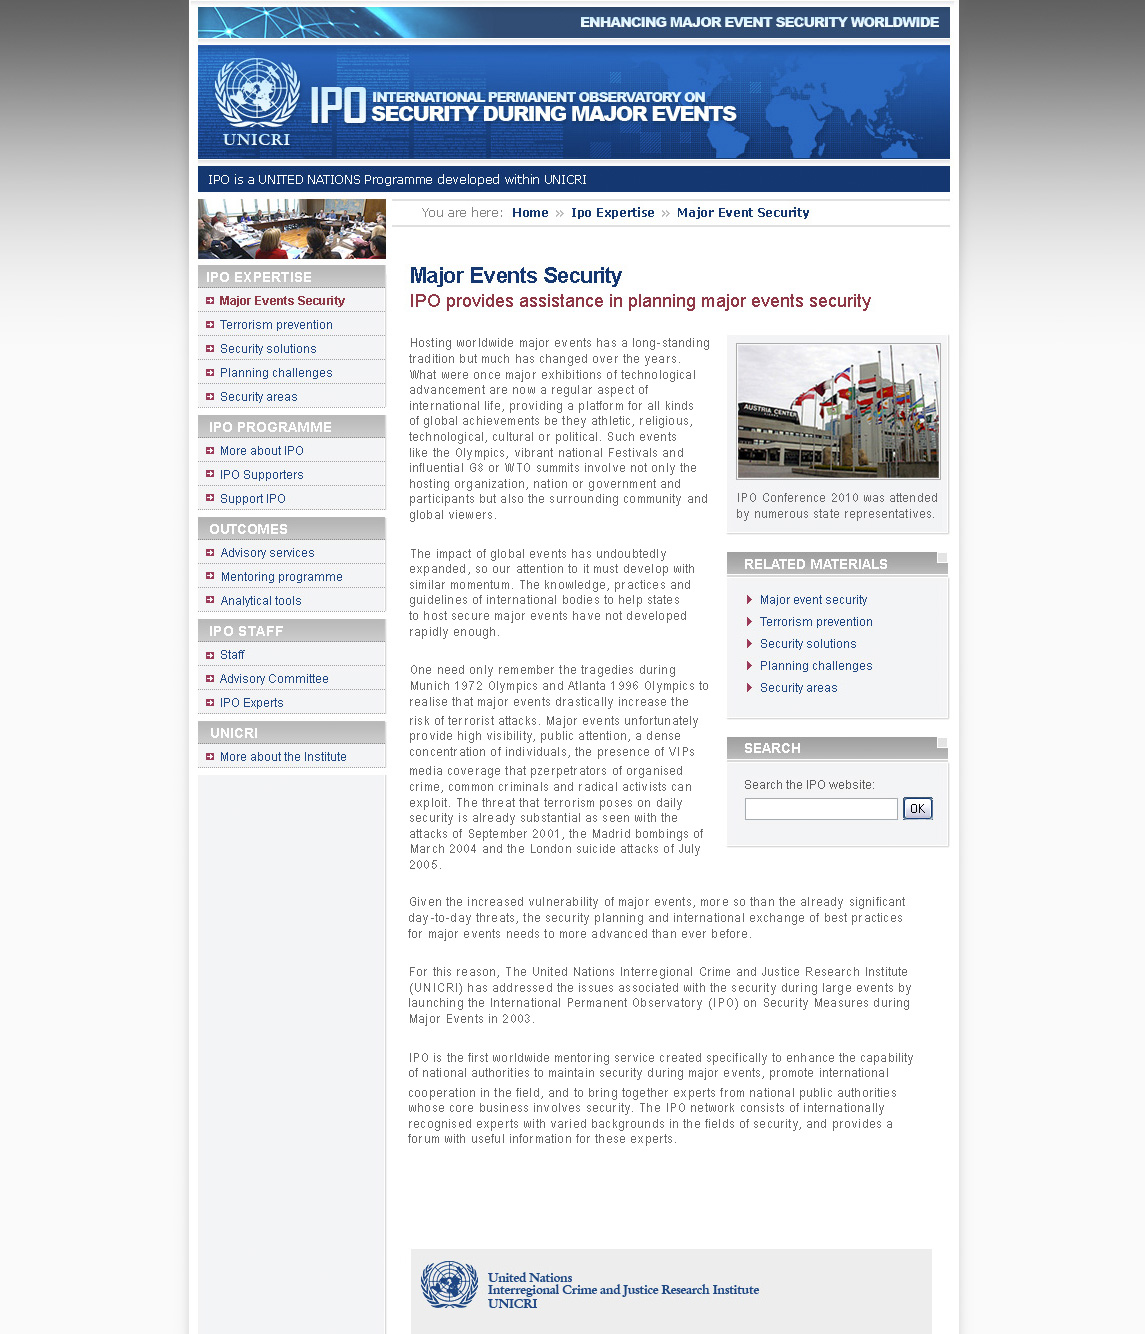 ENHANCING MAJOR EVENT SECURITY WORLDWIDE
UNICRI
IPO INTERNATIONAL PERMANENT OBSERVATORY ON
SECURITY DURING MAJOR EVENTS
IPO is a UNITED NATIONS Programme developed within UNICRI
You are here: Home » Ipo Expertise » Major Event Security
IPO EXPERTISE
Major Events Security
Terrorism prevention
Security solutions
Planning challenges
Security areas
IPO PROGRAMME
More about IPO
IPO Supporters
Support IPO
OUTCOMES
Advisory services
Mentoring programme
Analytical tools
IPO STAFF
Staff
Advisory Committee
IPO Experts
UNICRI
More about the Institute
Major Events Security
IPO provides assistance in planning major events security
Hosting worldwide major events has a long-standing
tradition but much has changed over the years.
What were once major exhibitions of technological
advancement are now a regular aspect of
international life, providing a platform for all kinds
of global achievements be they athletic, religious,
technological, cultural or political. Such events
like the Olympics, vibrant national Festivals and
influential G8 or WTO summits involve not only the
hosting organization, nation or government and
participants but also the surrounding community and
global viewers.
The impact of global events has undoubtedly
expanded, so our attention to it must develop with
similar momentum. The knowledge, practices and
guidelines of international bodies to help states
to host secure major events have not developed
rapidly enough.
One need only remember the tragedies during
Munich 1972 Olympics and Atlanta 1996 Olympics to
realise that major events drastically increase the
risk of terrorist attacks. Major events unfortunately
provide high visibility, public attention, a dense
concentration of individuals, the presence of VIPs
media coverage that pzerpetrators of organised
crime, common criminals and radical activists can
exploit. The threat that terrorism poses on daily
security is already substantial as seen with the
attacks of September 2001, the Madrid bombings of
March 2004 and the London suicide attacks of July
2005.
Given the increased vulnerability of major events, more so than the already significant
day-to-day threats, the security planning and international exchange of best practices
for major events needs to more advanced than ever before.
For this reason, The United Nations Interregional Crime and Justice Research Institute
(UNICRI) has addressed the issues associated with the security during large events by
launching the International Permanent Observatory (IPO) on Security Measures during
Major Events in 2003.
IPO is the first worldwide mentoring service created specifically to enhance the capability
of national authorities to maintain security during major events, promote international
cooperation in the field, and to bring together experts from national public authorities
whose core business involves security. The IPO network consists of internationally
recognised experts with varied backgrounds in the fields of security, and provides a
forum with useful information for these experts.
AUSTRIA CENTER
IPO Conference 2010 was attended
by numerous state representatives.
RELATED MATERIALS
Major event security
Terrorism prevention
Security solutions
Planning challenges
Security areas
SEARCH
Search the IPO website:
OK
United Nations
Interregional Crime and Justice Research Institute
UNICRI